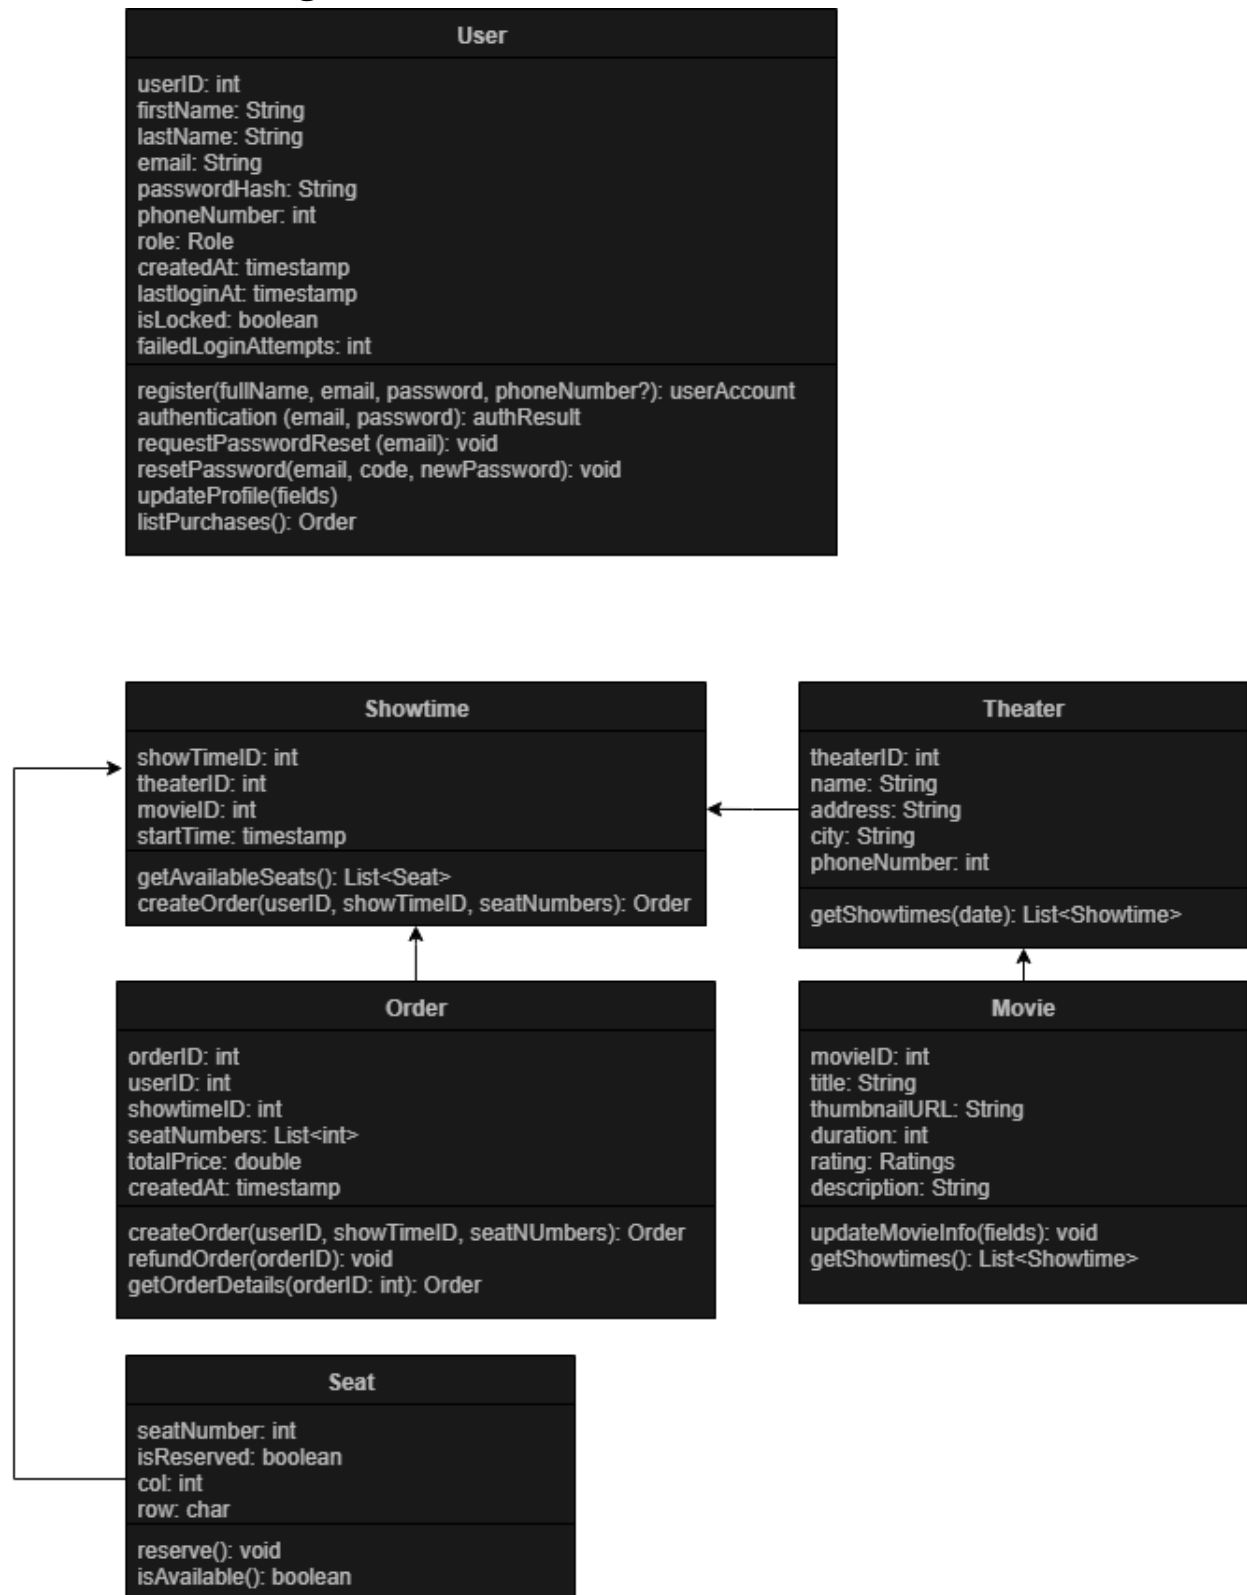 User
userID: int
firstName: String
lastName: String
email: String
passwordHash: String
phoneNumber: int
role: Role
createdAt: timestamp
lastloginAt: timestamp
isLocked: boolean
failedLoginAttempts: int
register(fullName, email, password, phoneNumber?): userAccount
authentication (email, password): authResult
requestPasswordReset (email): void
resetPassword(email, code, newPassword): void
updateProfile(fields)
listPurchases(): Order
Showtime
showTimeID: int
theaterID: int
movieID: int
startTime: timestamp
getAvailableSeats(): List<Seat>
createOrder(userID, showTimeID, seatNumbers): Order
Theater
theaterID: int
name: String
address: String
city: String
phoneNumber: int
getShowtimes(date): List<Showtime>
Order
orderID: int
userID: int
showtimeID: int
seatNumbers: List<int>
totalPrice: double
createdAt: timestamp
createOrder(userID, showTimeID, seatNUmbers): Order
refundOrder(orderID): void
getOrderDetails(orderID: int): Order
Movie
movieID: int
title: String
thumbnailURL: String
duration: int
rating: Ratings
description: String
updateMovieInfo(fields): void
getShowtimes(): List<Showtime>
Seat
seatNumber: int
isReserved: boolean
col: int
row: char
reserve(): void
isAvailable(): boolean